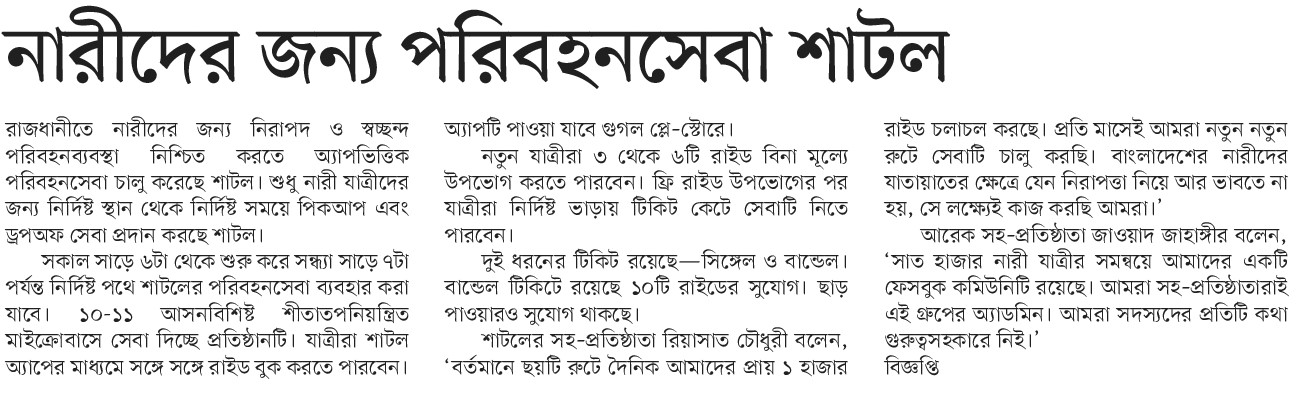 নারীদের জন্য পরিবহনসেবা শাটল
রাজধানীতে নারীদের জন্য নিরাপদ ও স্বচ্ছন্দ
পরিবহনব্যবস্থা নিশ্চিত করতে অ্যাপভিত্তিক
পরিবহনসেবা চালু করেছে শাটল। শুধু নারী যাত্রীদের
জন্য নির্দিষ্ট স্থান থেকে নির্দিষ্ট সময়ে পিকআপ এবং
ড্রপঅফ সেবা প্রদান করছে শাটল।
সকাল সাড়ে ৬টা থেকে শুরু করে সন্ধ্যা সাড়ে ৭টা
পর্যন্ত নির্দিষ্ট পথে শাটলের পরিবহনসেবা ব্যবহার করা
যাবে। ১০-১১ আসনবিশিষ্ট শীতাতপনিয়ন্ত্রিত
মাইক্রোবাসে সেবা দিচ্ছে প্রতিষ্ঠানটি। যাত্রীরা শাটল
অ্যাপের মাধ্যমে সঙ্গে সঙ্গে রাইড বুক করতে পারবেন।
অ্যাপটি পাওয়া যাবে গুগল প্লে-স্টোরে।
নতুন যাত্রীরা ৩ থেকে ৬টি রাইড বিনা মূল্যে
উপভোগ করতে পারবেন। ফ্রি রাইড উপভোগের পর
যাত্রীরা নির্দিষ্ট ভাড়ায় টিকিট কেটে সেবাটি নিতে
পারবেন।
দুই ধরনের টিকিট রয়েছে—সিঙ্গেল ও বান্ডেল।
বান্ডেল টিকিটে রয়েছে ১০টি রাইডের সুযোগ। ছাড়
পাওয়ারও সুযোগ থাকছে।
শাটলের সহ-প্রতিষ্ঠাতা রিয়াসাত চৌধুরী বলেন,
‘বর্তমানে ছয়টি রুটে দৈনিক আমাদের প্রায় ১ হাজার
রাইড চলাচল করছে। প্রতি মাসেই আমরা নতুন নতুন
রুটে সেবাটি চালু করছি। বাংলাদেশের নারীদের
যাতায়াতের ক্ষেত্রে যেন নিরাপত্তা নিয়ে আর ভাবতে না
হয়, সে লক্ষ্যেই কাজ করছি আমরা।’
আরেক সহ-প্রতিষ্ঠাতা জাওয়াদ জাহাঙ্গীর বলেন,
‘সাত হাজার নারী যাত্রীর সমন্বয়ে আমাদের একটি
ফেসবুক কমিউনিটি রয়েছে। আমরা সহ-প্রতিষ্ঠাতারাই
এই গ্রুপের অ্যাডমিন। আমরা সদস্যদের প্রতিটি কথা
গুরুত্বসহকারে নিই।’
বিজ্ঞপ্তি